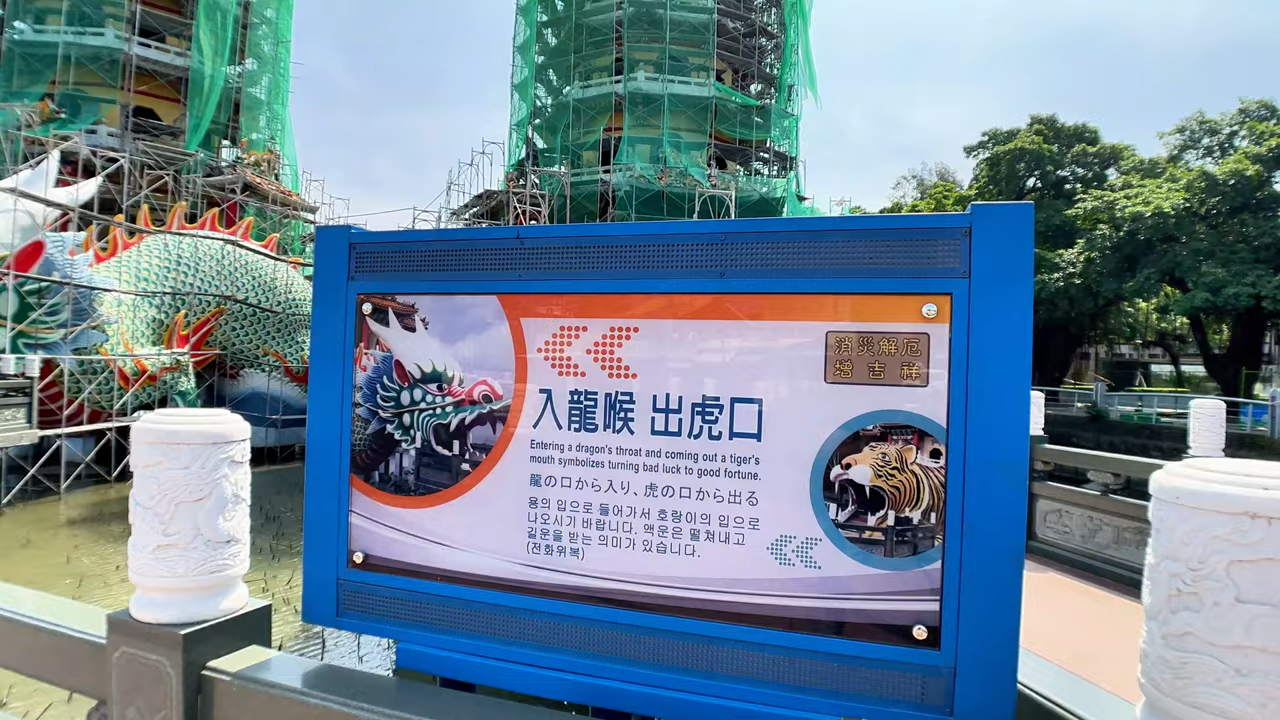 消災解厄
增吉祥
入龍喉 出虎口
Entering a dragon's throat and coming out a tiger's
mouth symbolizes turning bad luck to good fortune.
龍の口から入り、虎の口から出る
용의 입으로 들어가서 호랑이의 입으로
나오시기 바랍니다. 액운은 떨쳐내고
길운을 받는 의미가 있습니다.
(전화위복)